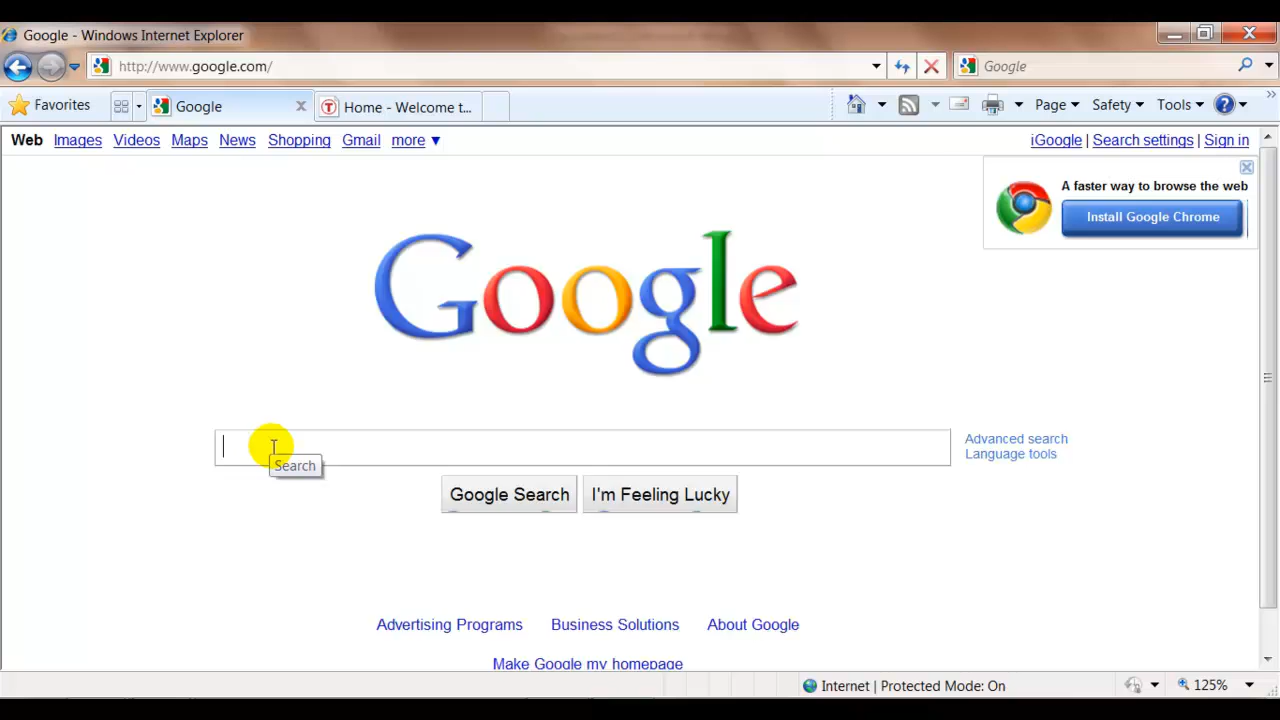 Google - Windows Internet Explorer
http://www.google.com/
Google
Favorites
Google
Home - Welcome t...
Page
Safety
Tools
Web Images Videos Maps News Shopping Gmail more ▼
iGoogle | Search settings | Sign in
A faster way to browse the web
Install Google Chrome
Google
Search
Advanced search
Language tools
Google Search
I'm Feeling Lucky
Advertising Programs
Business Solutions
About Google
Make Google my homepage
Internet | Protected Mode: On
125%